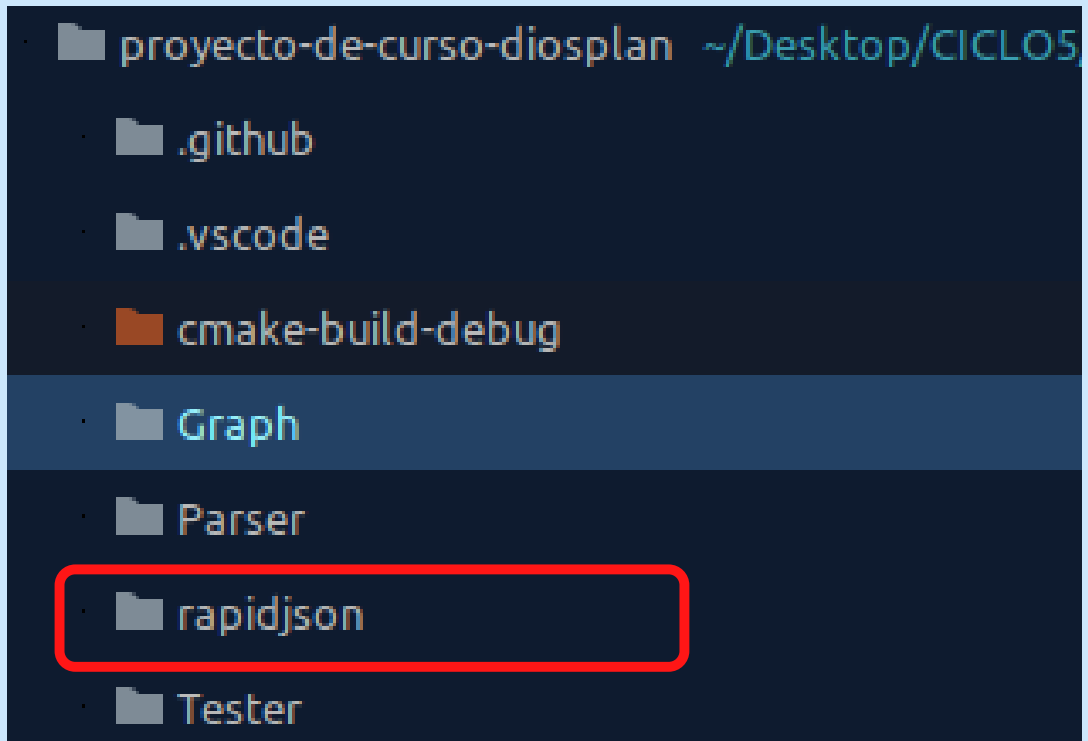 proyecto-de-curso-diosplan ~/Desktop/CICLO5/
.github
.vscode
cmake-build-debug
Graph
Parser
rapidjson
Tester